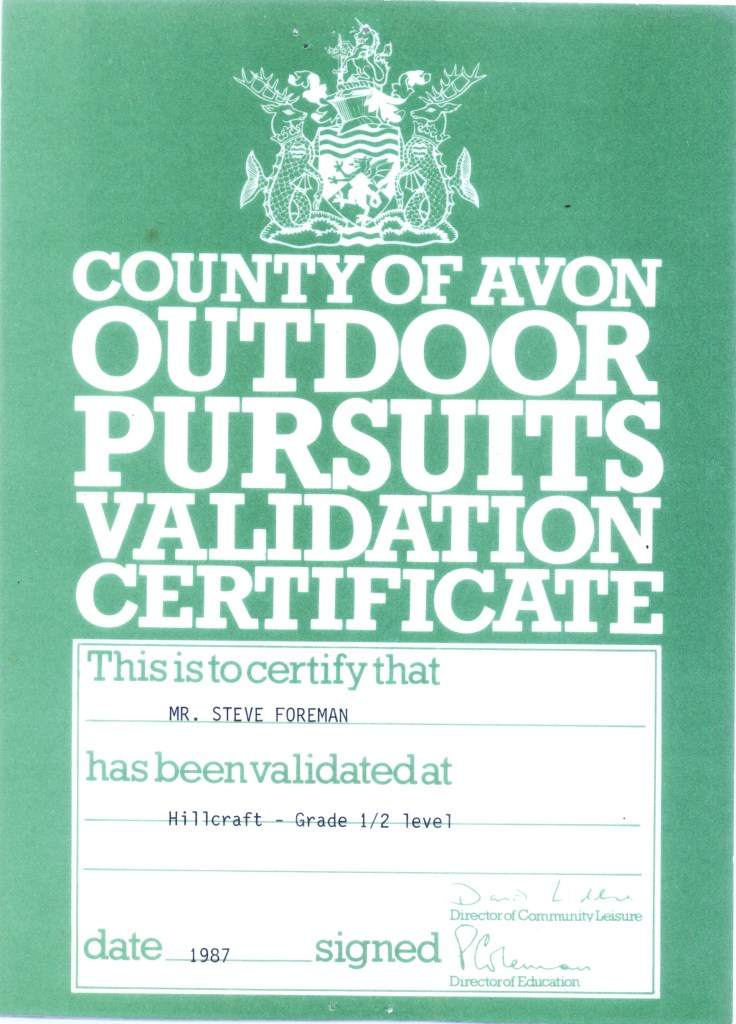 COUNTY OF AVON
OUTDOOR
PURSUITS
VALIDATION
CERTIFICATE
This is to certify that
MR. STEVE FOREMAN
has been validated at
Hillcraft - Grade 1/2 level
Director of Community Leisure
date 1987 signed P Coleman
Director of Education